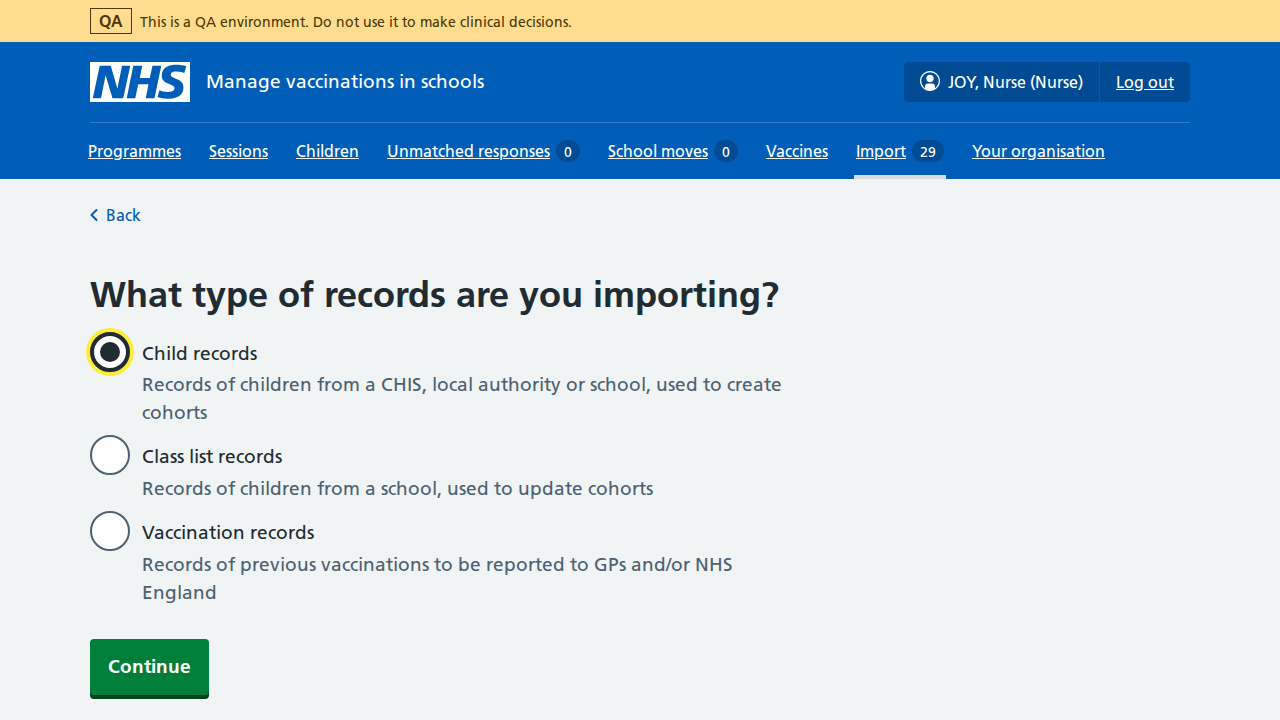 QA This is a QA environment. Do not use it to make clinical decisions.
NHS Manage vaccinations in schools JOY, Nurse (Nurse) Log out
Programmes Sessions Children Unmatched responses 0 School moves 0 Vaccines Import 29 Your organisation
Back
What type of records are you importing?
Child records
Records of children from a CHIS, local authority or school, used to create
cohorts
Class list records
Records of children from a school, used to update cohorts
Vaccination records
Records of previous vaccinations to be reported to GPs and/or NHS
England
Continue